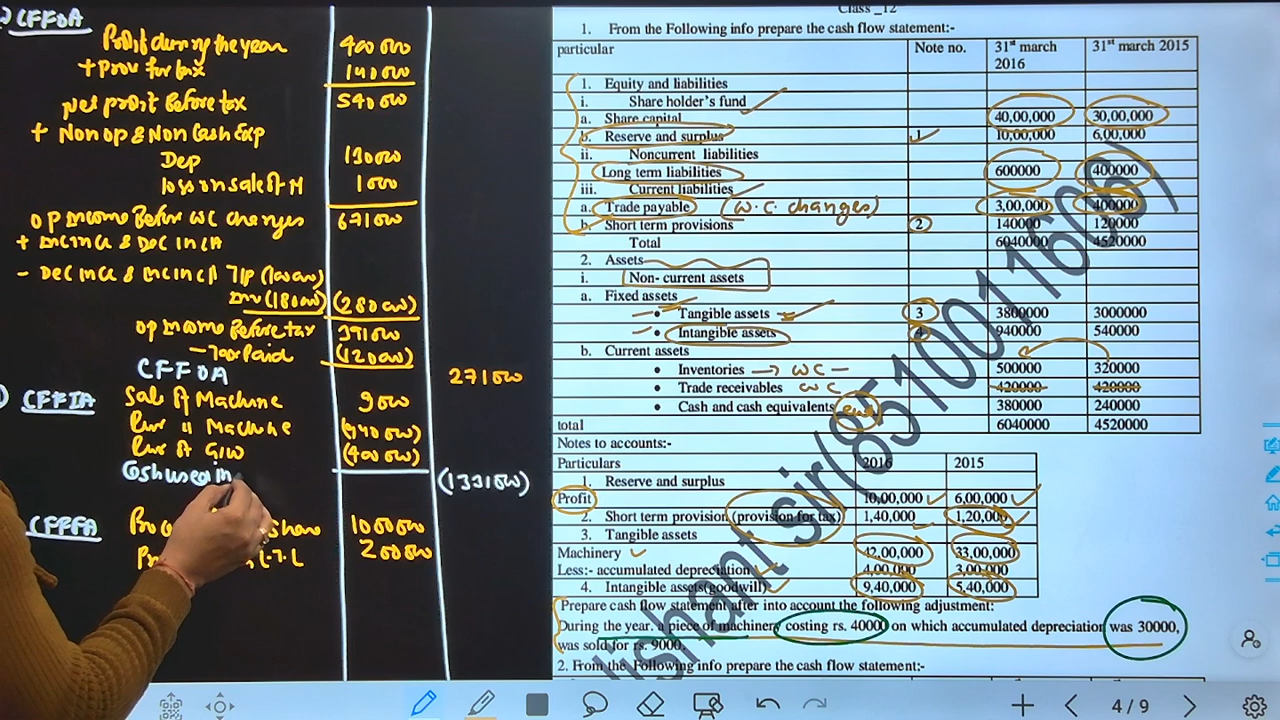 CFFOA
Profit during the year 400000
+ Prov for tax 140000
Net profit Before tax 540000
+ Non op & Non Cash Exp
Dep 130000
loss on sale of M 1000
op Income Before WC changes 671000
+ Inc in CL & Dec in CA
- Dec in CL & Inc in CA T/P (100000)
Inv (180000) (280000)
op Income Before tax 391000
- Tax Paid (120000)
CFFOA 271000
CFFIA Sale of Machine 9000
Pur " Machine (940000)
Pur of G/W (400000)
Cash used in (1331000)
CFFFA share 1000000
L.T.L 200000
Class _12
1. From the Following info prepare the cash flow statement:-
particular Note no. 31st march 2016 31st march 2015
1. Equity and liabilities
i. Share holder's fund
a. Share capital 40,00,000 30,00,000
b. Reserve and surplus 1 10,00,000 6,00,000
ii. Noncurrent liabilities
Long term liabilities 600000 400000
iii. Current liabilities
a. Trade payable (W.C. changes) 3,00,000 400000
b. Short term provisions 2 140000 120000
Total 6040000 4520000
2. Assets
i. Non- current assets
a. Fixed assets
• Tangible assets 3 3800000 3000000
• Intangible assets 4 940000 540000
b. Current assets
• Inventories → WC - 500000 320000
• Trade receivables WC 420000 420000
• Cash and cash equivalents 380000 240000
total 6040000 4520000
Notes to accounts:-
Particulars 2016 2015
1. Reserve and surplus
Profit 10,00,000 6,00,000
2. Short term provision (provision for tax) 1,40,000 1,20,000
3. Tangible assets
Machinery 42,00,000 33,00,000
Less:- accumulated depreciation 4,00,000 3,00,000
4. Intangible assets(goodwill) 9,40,000 5,40,000
Prepare cash flow statement after into account the following adjustment:
During the year. a piece of machinery costing rs. 40000 on which accumulated depreciation was 30000,
was sold for rs. 9000.
2. From the Following info prepare the cash flow statement:-
ishant sir(8510011608)
4 / 9